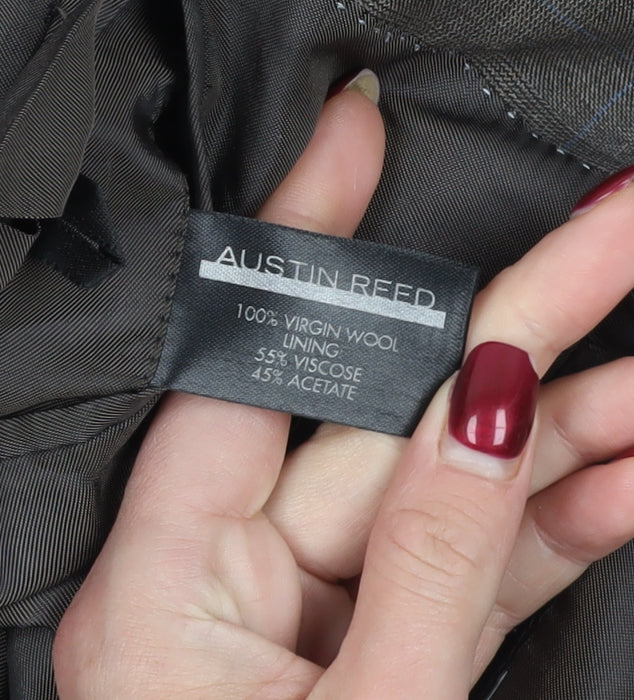 AUSTIN REED
100% VIRGIN WOOL
LINING
55% VISCOSE
45% ACETATE